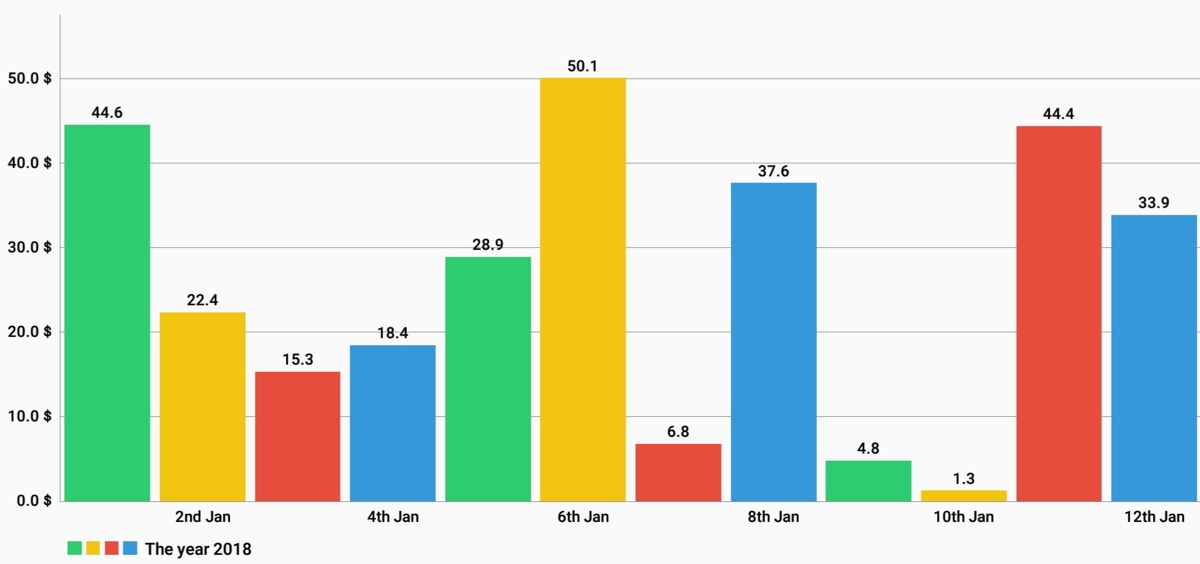 50.0 $
40.0 $
30.0 $
20.0 $
10.0 $
0.0 $
44.6
22.4
15.3
18.4
28.9
50.1
6.8
37.6
4.8
1.3
44.4
33.9
2nd Jan
4th Jan
6th Jan
8th Jan
10th Jan
12th Jan
The year 2018